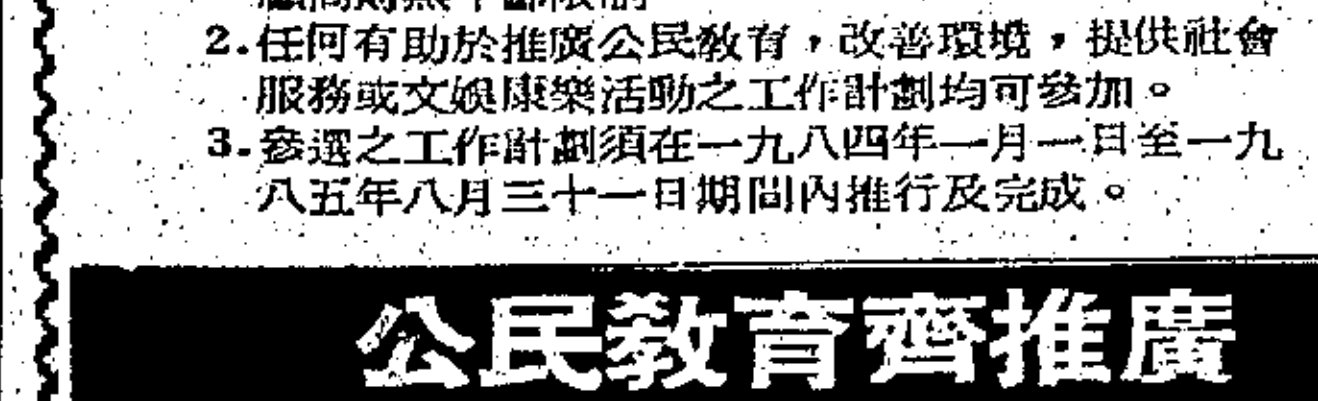 2.任何有助於推廣公民敎育，改善環境，提供社會
服務或文娛康樂活動之工作計劃均可參加。
3.參選之工作計劃須在一九八四年一月一日至一九
八五年八月三十一日期間內推行及完成。
公民敎育齊推廣